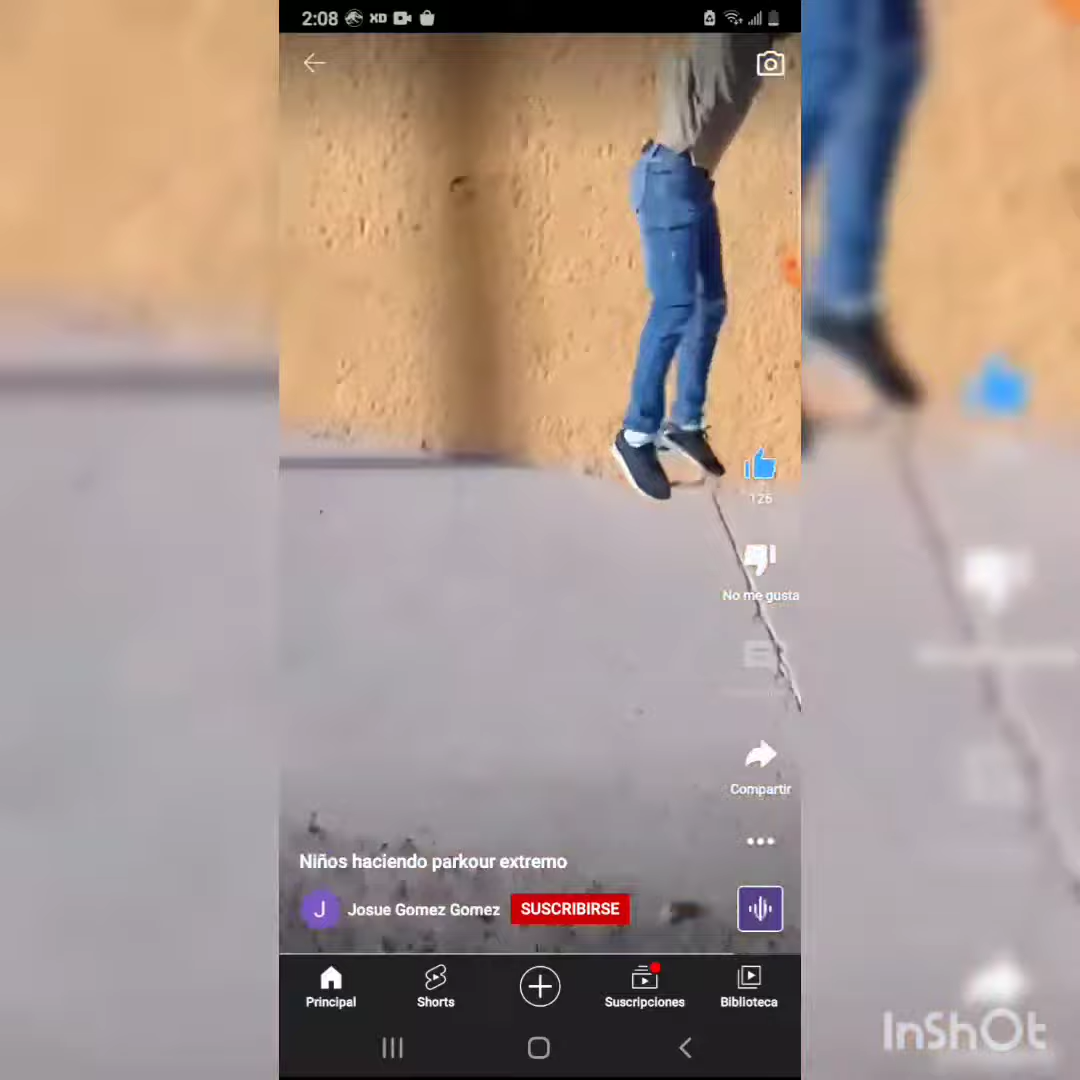 2:08 XD
126
No me gusta
Compartir
Niños haciendo parkour extremo
J Josue Gomez Gomez SUSCRIBIRSE
Principal Shorts Suscripciones Biblioteca
InShOt